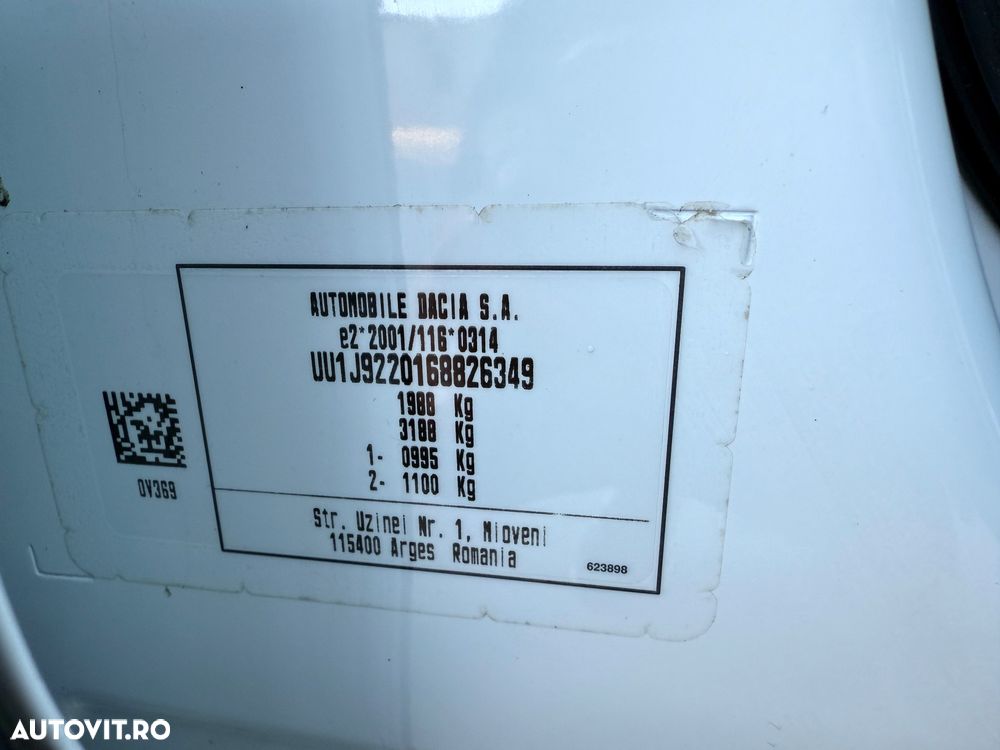 AUTOMOBILE DACIA S.A.
e2*2001/116*0314
UU1J9220168826349
1988 Kg
3188 Kg
1- 0995 Kg
2- 1100 Kg
0V369
Str. Uzinei Nr. 1, Mioveni
115400 Arges Romania
623898
AUTOVIT.RO